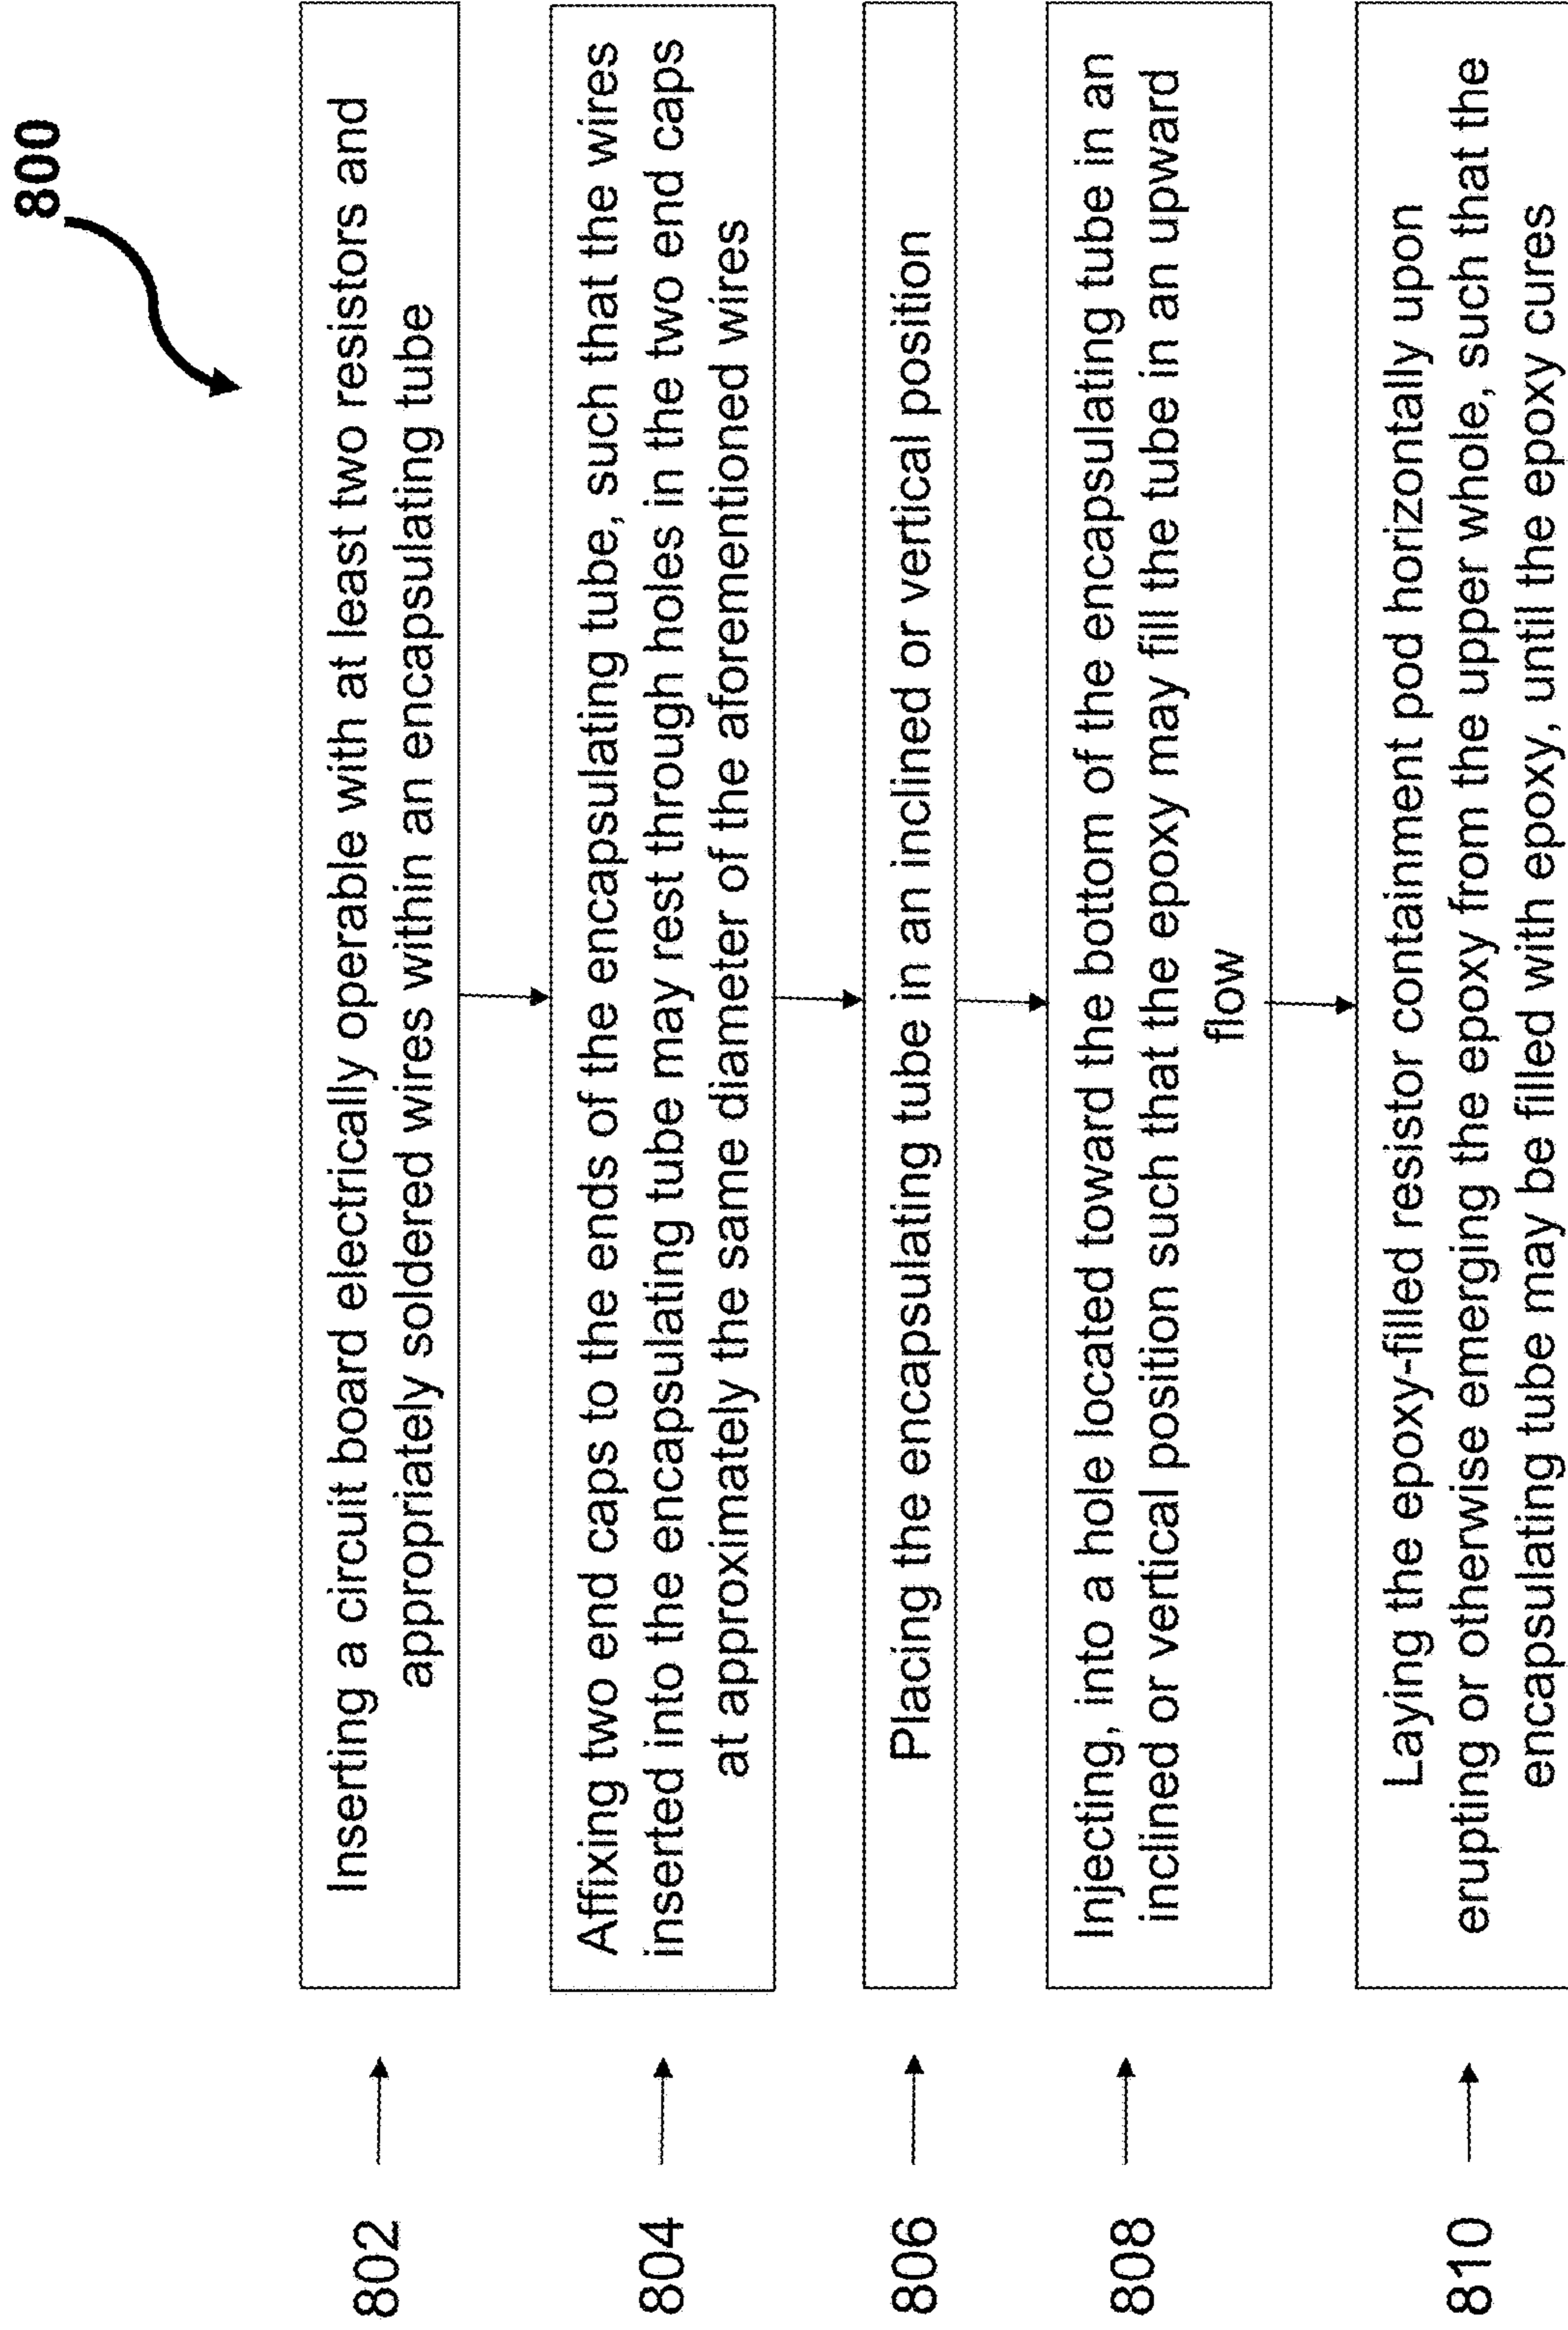 800
802
Inserting a circuit board electrically operable with at least two resistors and
appropriately soldered wires within an encapsulating tube
804
Affixing two end caps to the ends of the encapsulating tube, such that the wires
inserted into the encapsulating tube may rest through holes in the two end caps
at approximately the same diameter of the aforementioned wires
806
Placing the encapsulating tube in an inclined or vertical position
808
Injecting, into a hole located toward the bottom of the encapsulating tube in an
inclined or vertical position such that the epoxy may fill the tube in an upward
flow
810
Laying the epoxy-filled resistor containment pod horizontally upon
erupting or otherwise emerging the epoxy from the upper whole, such that the
encapsulating tube may be filled with epoxy, until the epoxy cures